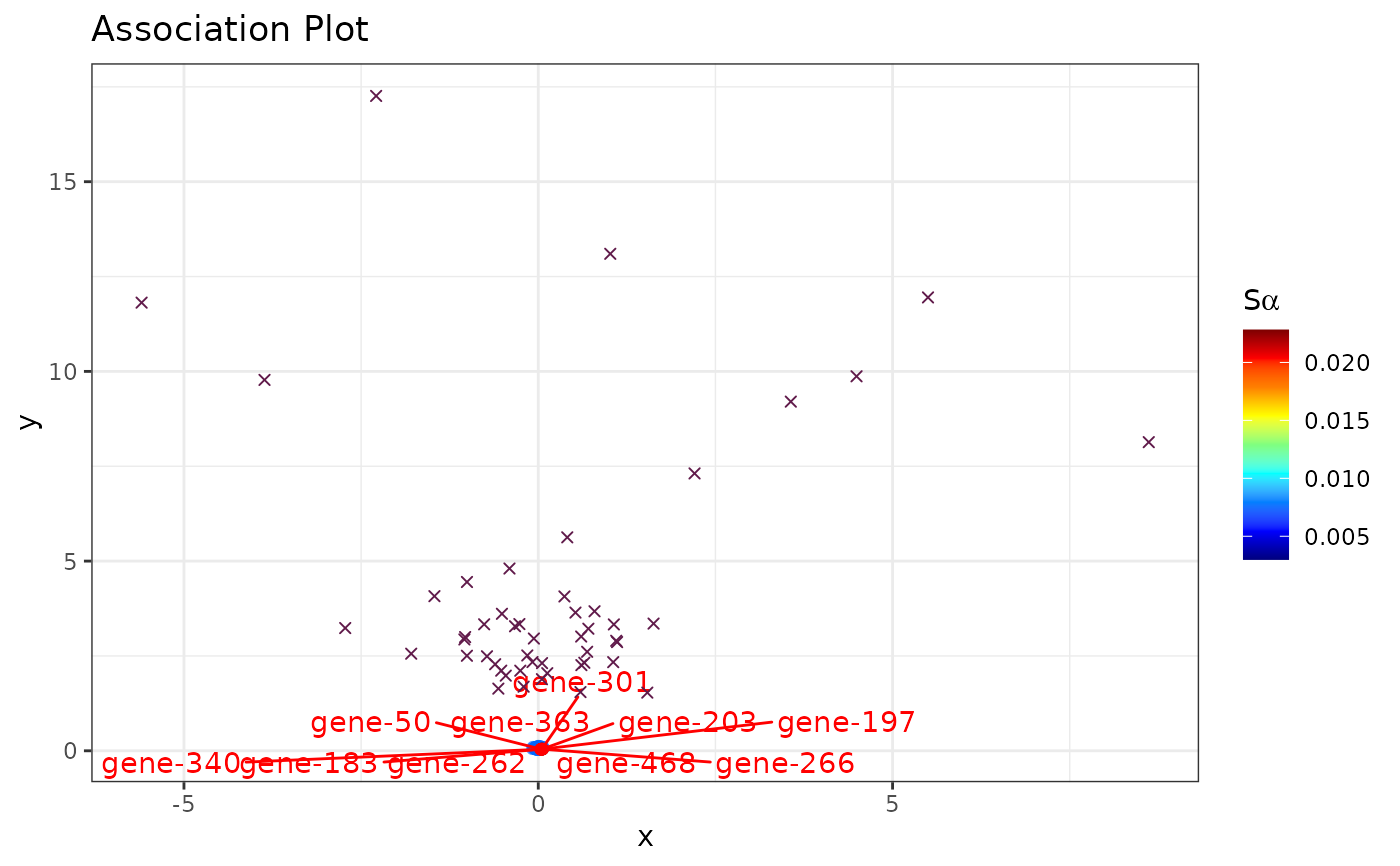 Association Plot
15
10
5
0
y
gene-301
gene-50 gene-363 gene-203 gene-197
gene-340 gene-183 gene-262 gene-468 gene-266
-5 0 5
x
Sα
0.020
0.015
0.010
0.005